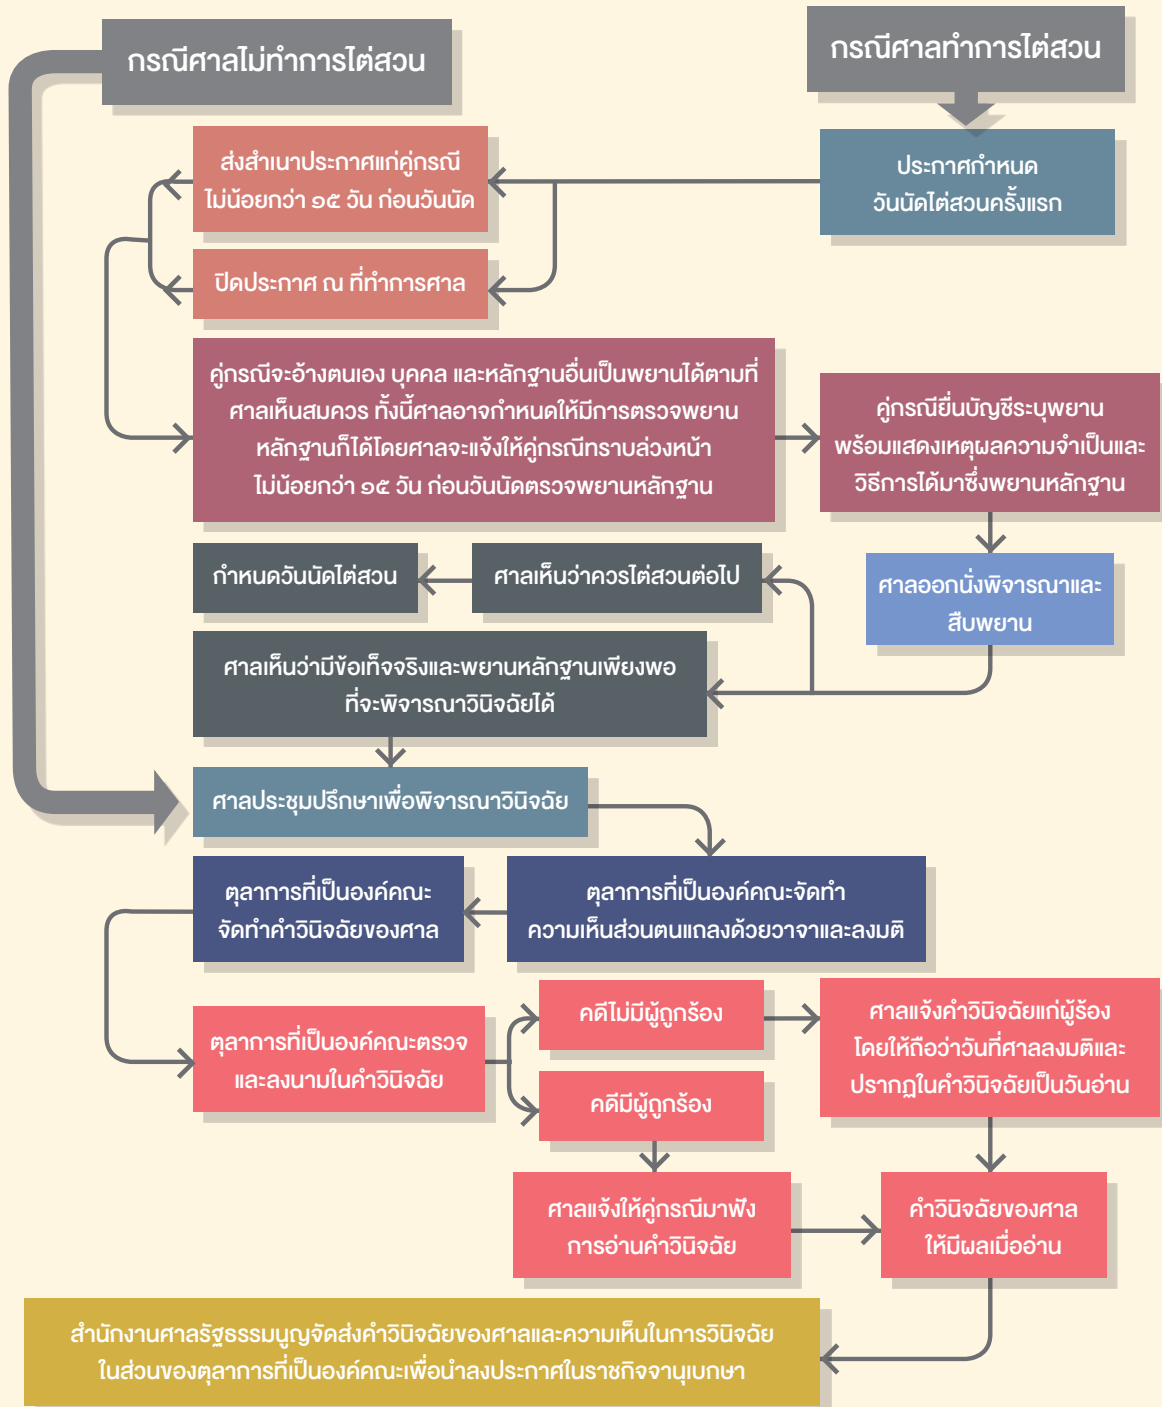 กรณีศาลไม่ทำการไต่สวน
กรณีศาลทำการไต่สวน
ประกาศกำหนด
วันนัดไต่สวนครั้งแรก
ส่งสำเนาประกาศแก่คู่กรณี
ไม่น้อยกว่า ๑๕ วัน ก่อนวันนัด
ปิดประกาศ ณ ที่ทำการศาล
คู่กรณีจะอ้างตนเอง บุคคล และหลักฐานอื่นเป็นพยานได้ตามที่
ศาลเห็นสมควร ทั้งนี้ศาลอาจกำหนดให้มีการตรวจพยาน
หลักฐานก็ได้โดยศาลจะแจ้งให้คู่กรณีทราบล่วงหน้า
ไม่น้อยกว่า ๑๕ วัน ก่อนวันนัดตรวจพยานหลักฐาน
คู่กรณียื่นบัญชีระบุพยาน
พร้อมแสดงเหตุผลความจำเป็นและ
วิธีการได้มาซึ่งพยานหลักฐาน
ศาลออกนั่งพิจารณาและ
สืบพยาน
ศาลเห็นว่าควรไต่สวนต่อไป
กำหนดวันนัดไต่สวน
ศาลเห็นว่ามีข้อเท็จจริงและพยานหลักฐานเพียงพอ
ที่จะพิจารณาวินิจฉัยได้
ศาลประชุมปรึกษาเพื่อพิจารณาวินิจฉัย
ตุลาการที่เป็นองค์คณะจัดทำ
ความเห็นส่วนตนแถลงด้วยวาจาและลงมติ
ตุลาการที่เป็นองค์คณะ
จัดทำคำวินิจฉัยของศาล
ตุลาการที่เป็นองค์คณะตรวจ
และลงนามในคำวินิจฉัย
คดีไม่มีผู้ถูกร้อง
ศาลแจ้งคำวินิจฉัยแก่ผู้ร้อง
โดยให้ถือว่าวันที่ศาลลงมติและ
ปรากฏในคำวินิจฉัยเป็นวันอ่าน
คดีมีผู้ถูกร้อง
ศาลแจ้งให้คู่กรณีมาฟัง
การอ่านคำวินิจฉัย
คำวินิจฉัยของศาล
ให้มีผลเมื่ออ่าน
สำนักงานศาลรัฐธรรมนูญจัดส่งคำวินิจฉัยของศาลและความเห็นในการวินิจฉัย
ในส่วนของตุลาการที่เป็นองค์คณะเพื่อนำลงประกาศในราชกิจจานุเบกษา